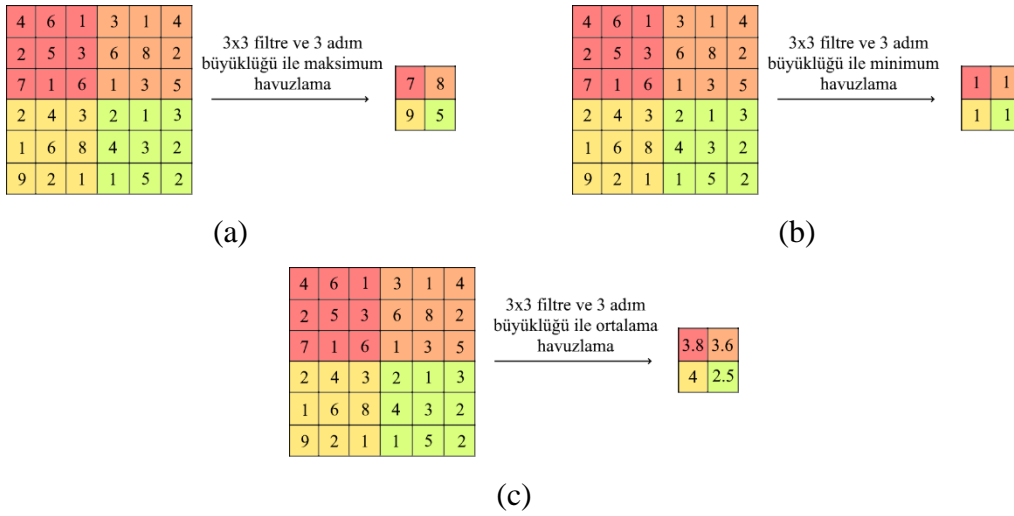 4 6 1 3 1 4
2 5 3 6 8 2
7 1 6 1 3 5
2 4 3 2 1 3
1 6 8 4 3 2
9 2 1 1 5 2
3x3 filtre ve 3 adım
büyüklüğü ile maksimum
havuzlama
7 8
9 5
(a)
4 6 1 3 1 4
2 5 3 6 8 2
7 1 6 1 3 5
2 4 3 2 1 3
1 6 8 4 3 2
9 2 1 1 5 2
3x3 filtre ve 3 adım
büyüklüğü ile minimum
havuzlama
1 1
1 1
(b)
4 6 1 3 1 4
2 5 3 6 8 2
7 1 6 1 3 5
2 4 3 2 1 3
1 6 8 4 3 2
9 2 1 1 5 2
3x3 filtre ve 3 adım
büyüklüğü ile ortalama
havuzlama
3.8 3.6
4 2.5
(c)